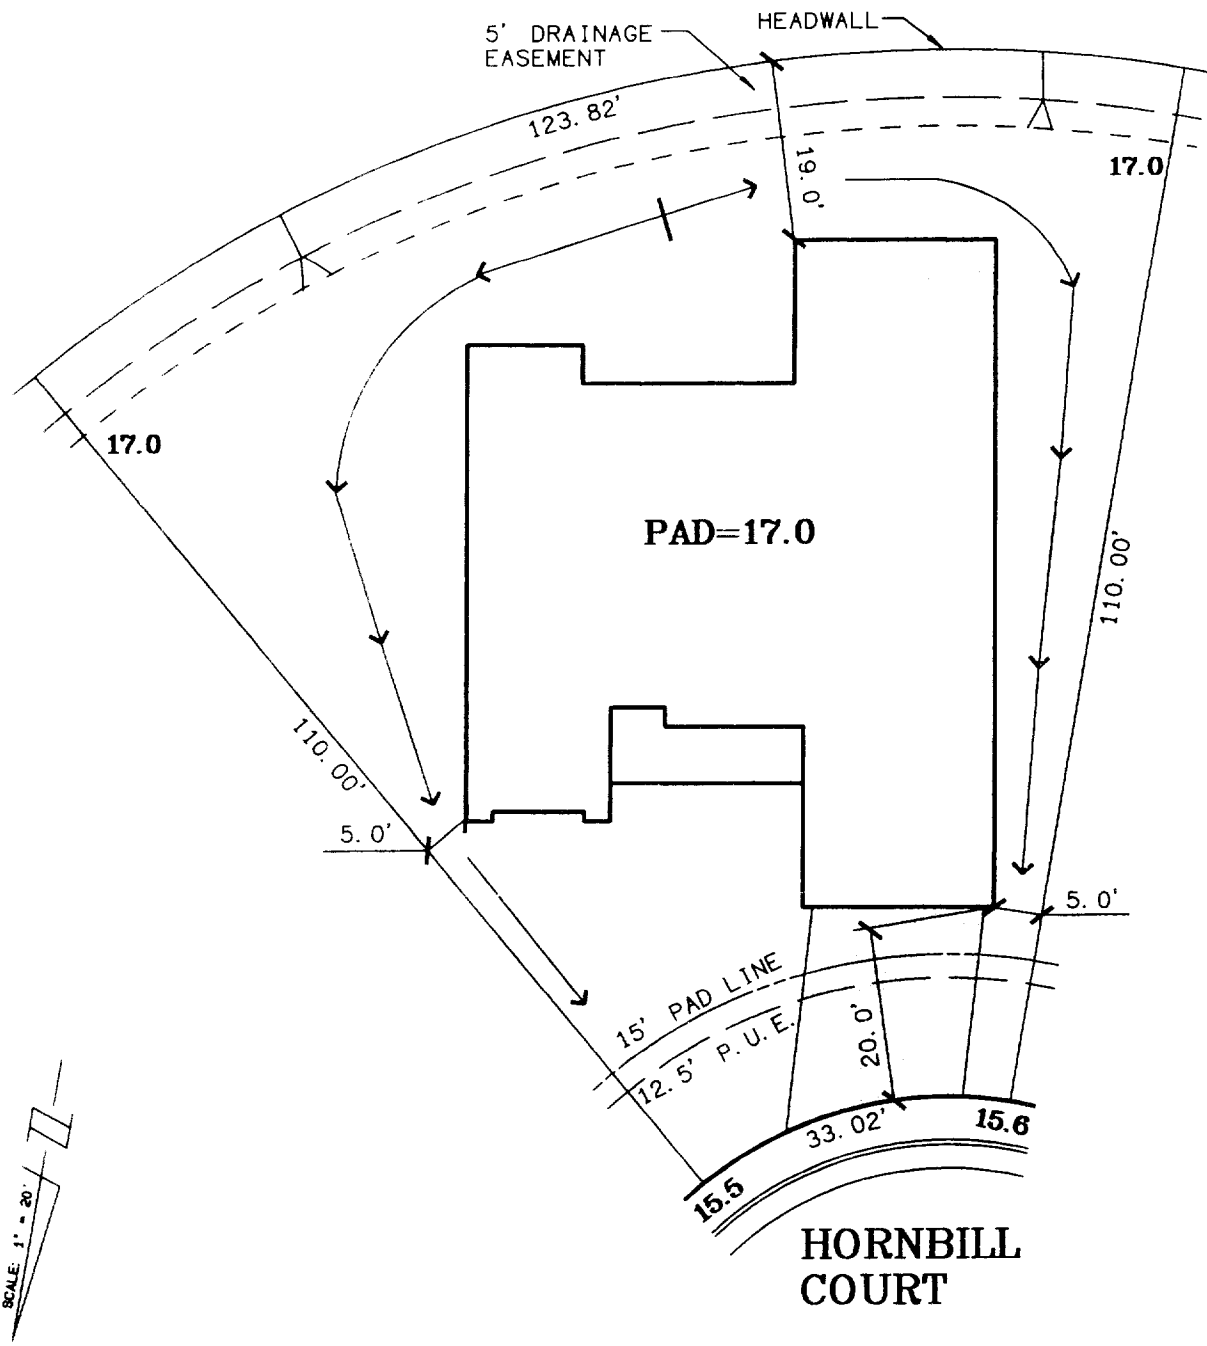 HEADWALL
5' DRAINAGE
EASEMENT
123.82'
19.0'
17.0
17.0
PAD=17.0
110.00'
110.00'
5.0'
5.0'
15' PAD LINE
12.5' P.U.E.
20.0'
33.02'
15.6
15.5
HORNBILL
COURT
SCALE: 1" = 20'